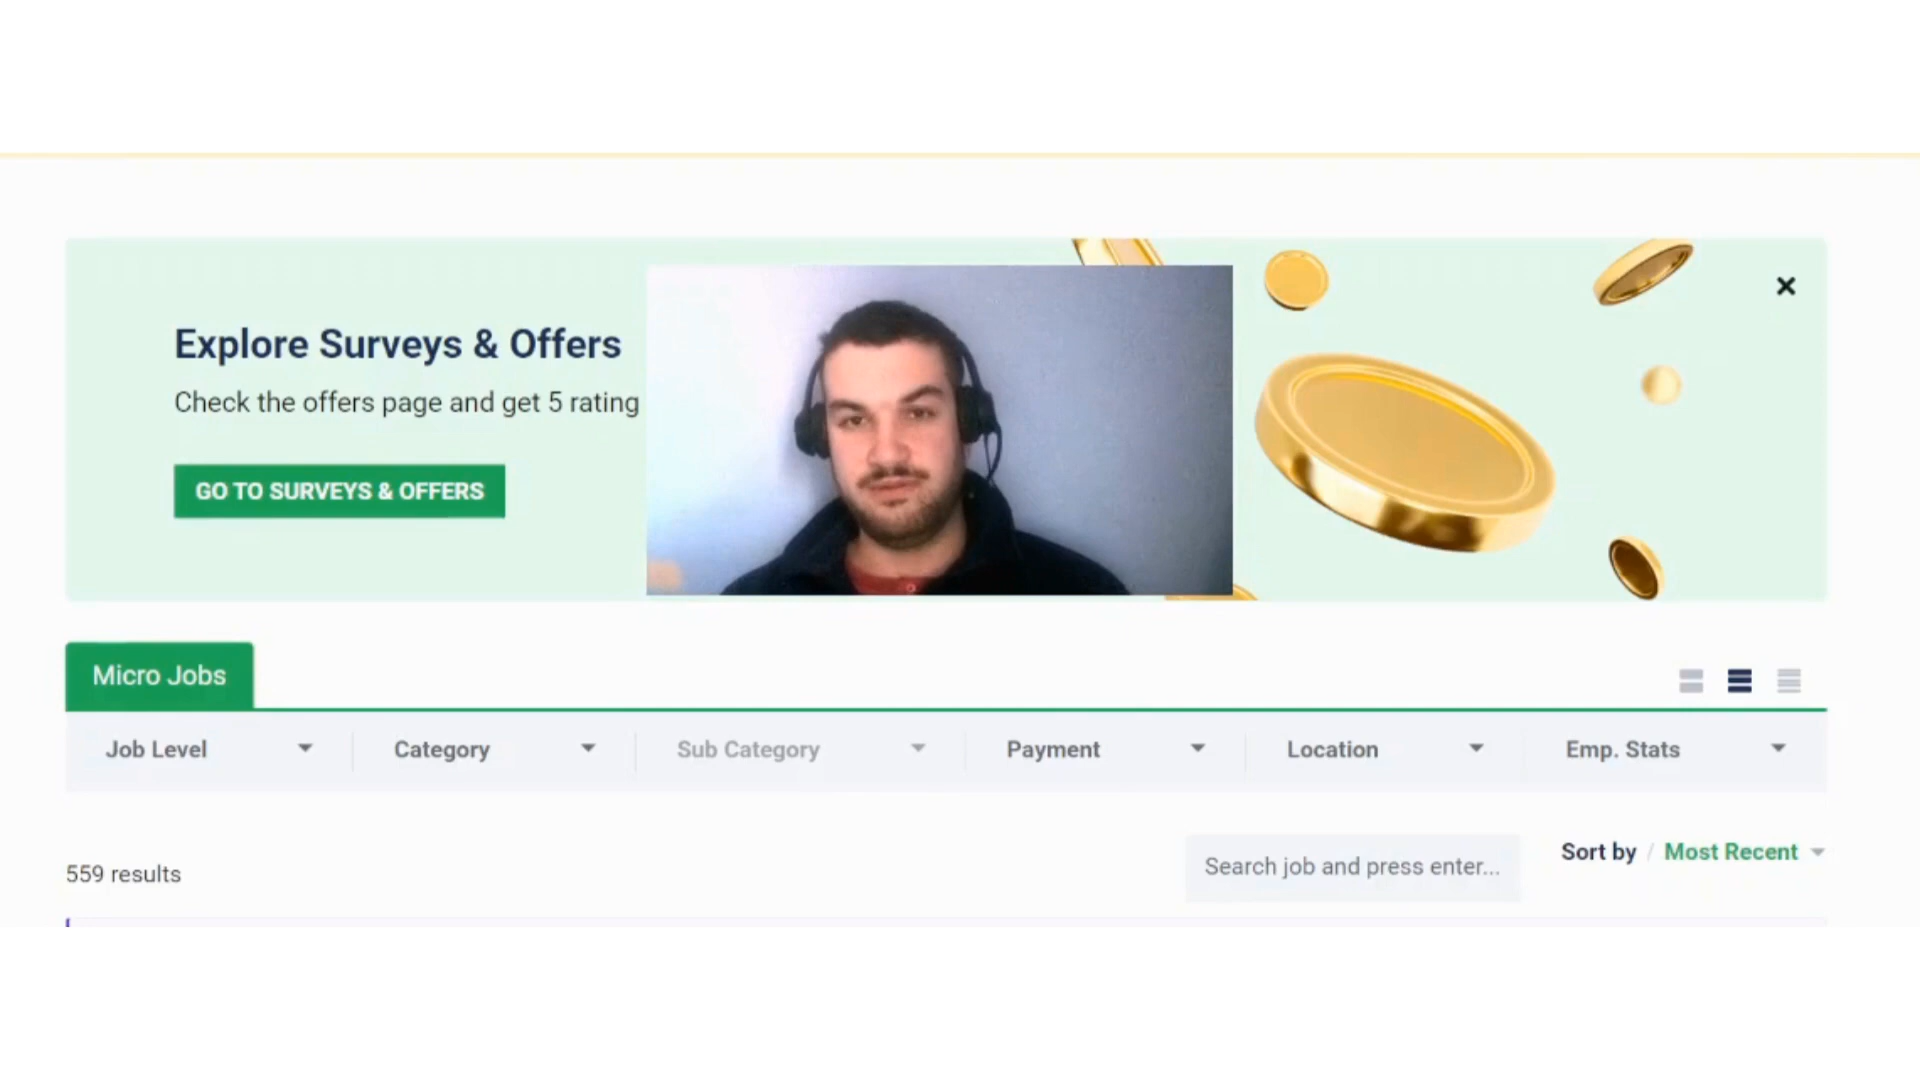 Explore Surveys & Offers
Check the offers page and get 5 rating
GO TO SURVEYS & OFFERS
Micro Jobs
Job Level
Category
Sub Category
Payment
Location
Emp. Stats
559 results
Search job and press enter...
Sort by / Most Recent